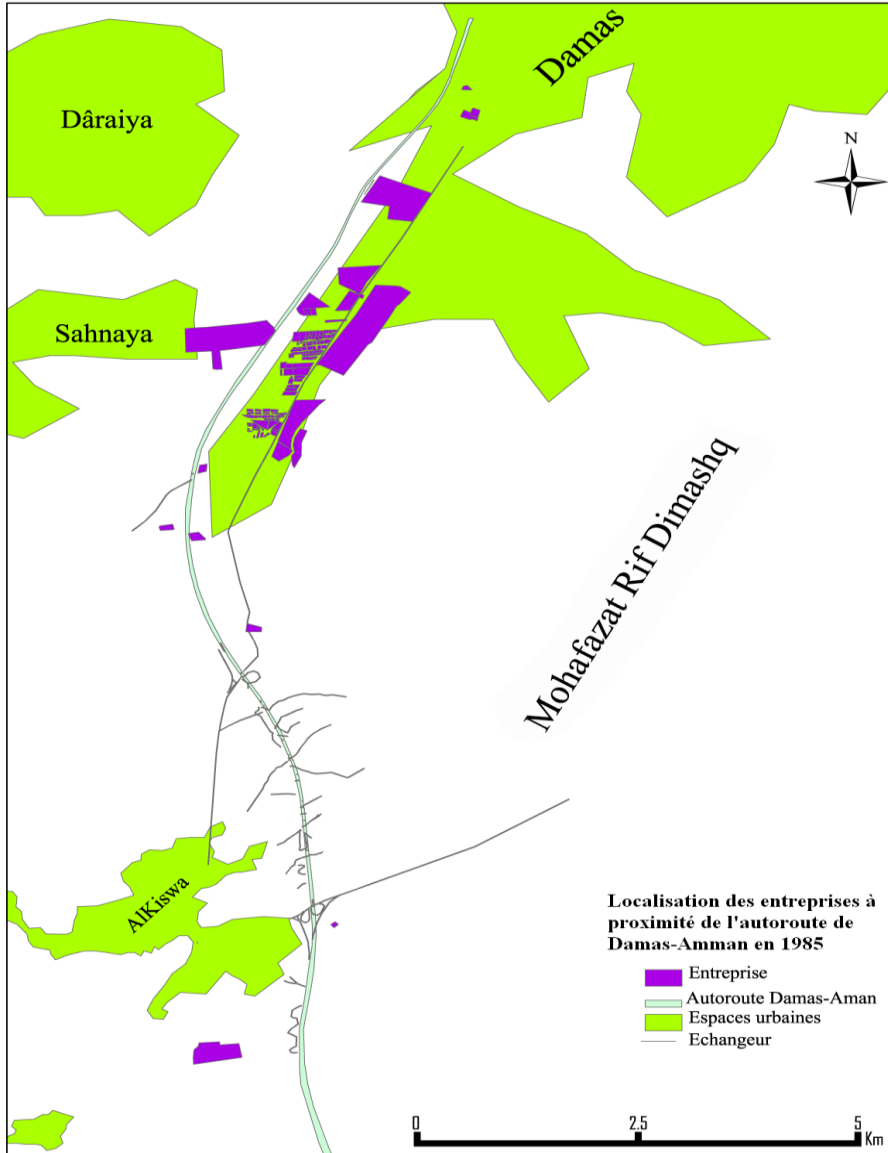 Damas
Dâraiya
N
Sahnaya
Mohafazat Rif Dimashq
AlKiswa
Localisation des entreprises à
proximité de l'autoroute de
Damas-Amman en 1985
Entreprise
Autoroute Damas-Aman
Espaces urbaines
Echangeur
0 2.5 5
Km